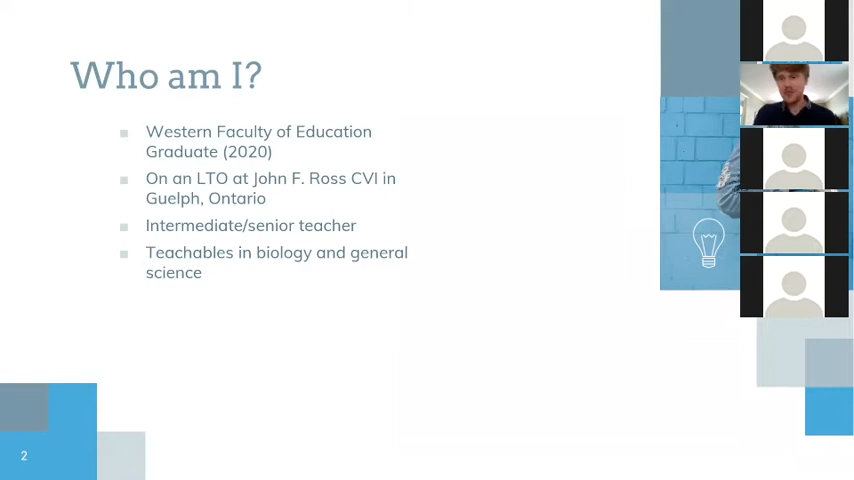 Who am I?
Western Faculty of Education
Graduate (2020)
On an LTO at John F. Ross CVI in
Guelph, Ontario
Intermediate/senior teacher
Teachables in biology and general
science
2